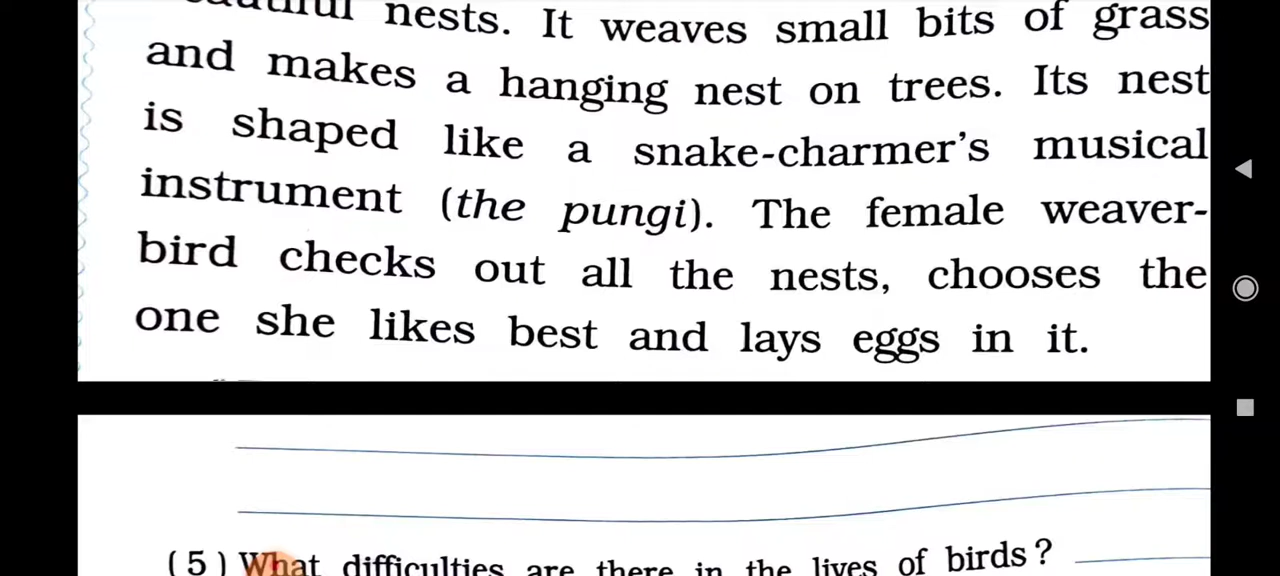 nests. It weaves small bits of grass
and makes a hanging nest on trees. Its nest
is shaped like a snake-charmer's musical
instrument (the pungi). The female weaver-
bird checks out all the nests, chooses the
one she likes best and lays eggs in it.
(5) What difficulties are there in the lives of birds?